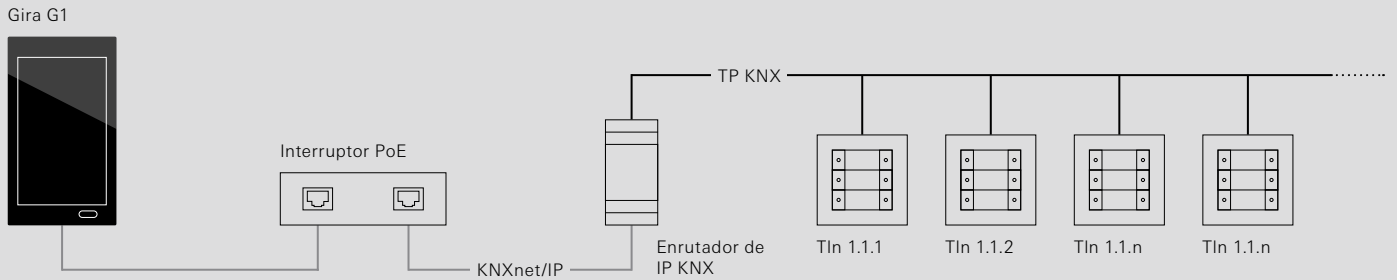 Gira G1
TP KNX
Interruptor PoE
Enrutador de
IP KNX
Tln 1.1.1
Tln 1.1.2
Tln 1.1.n
Tln 1.1.n
KNXnet/IP